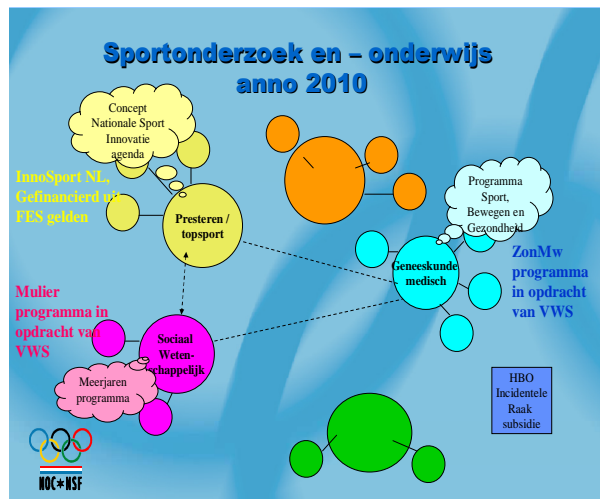 Sportonderzoek en – onderwijs
anno 2010
Concept
Nationale Sport
Innovatie
agenda
InnoSport NL,
Gefinancierd uit
FES gelden
Presteren /
topsport
Programma
Sport,
Bewegen en
Gezondheid
Geneeskunde
medisch
ZonMw
programma
in opdracht
van VWS
Mulier
programma in
opdracht van
VWS
Sociaal
Weten-
schappelijk
Meerjaren
programma
HBO
Incidentele
Raak
subsidie
NOC*NSF